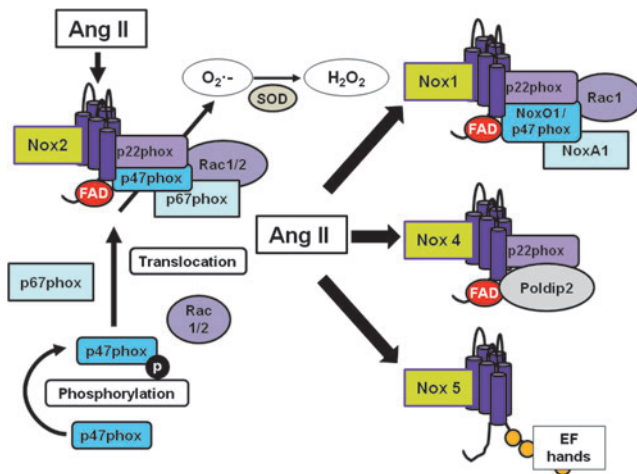 Ang II
O₂·-
SOD
H₂O₂
Nox2
p22phox
p47phox
Rac1/2
FAD
p67phox
Translocation
p67phox
Rac
1/2
p47phox
p
Phosphorylation
p47phox
Ang II
Nox1
p22phox
Rac1
NoxO1/
p47phox
FAD
NoxA1
Nox 4
p22phox
FAD
Poldip2
Nox 5
EF
hands